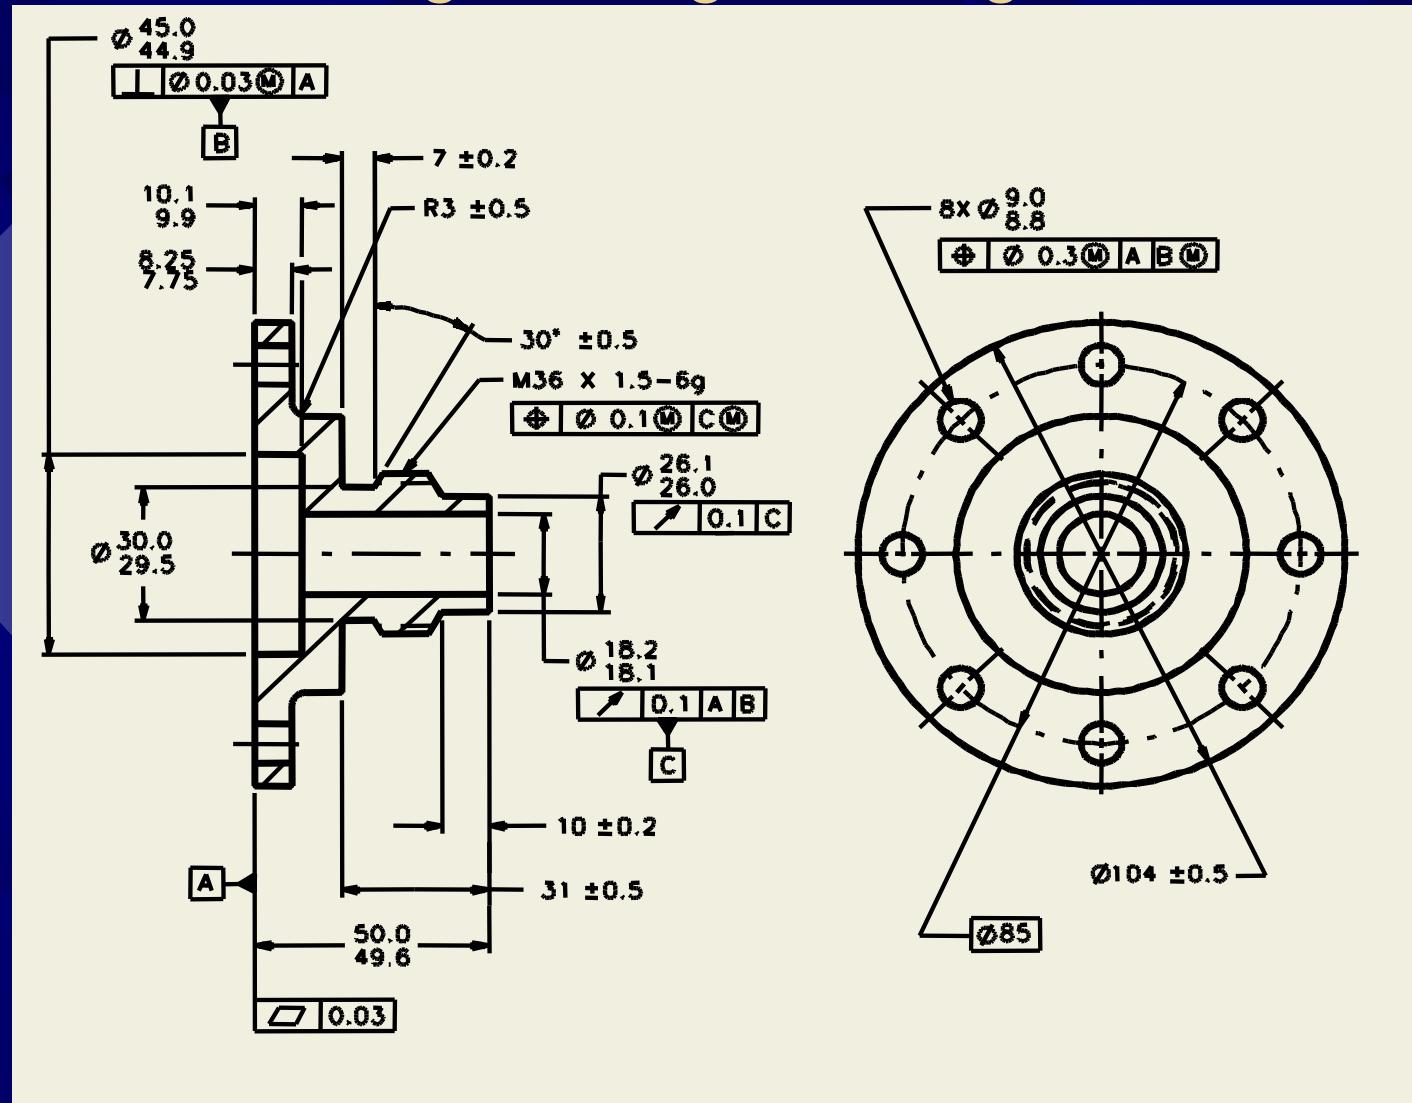 Ø 45.0
44.9
⊥ Ø 0.03 Ⓜ A
B
7 ±0.2
10.1
9.9
R3 ±0.5
8.25
7.75
30° ±0.5
M36 X 1.5-6g
⌖ Ø 0.1 Ⓜ C Ⓜ
Ø 26.1
26.0
↗ 0.1 C
Ø 30.0
29.5
Ø 18.2
18.1
↗ 0.1 A B
C
10 ±0.2
A
31 ±0.5
50.0
49.6
⏥ 0.03
8X Ø 9.0
8.8
⌖ Ø 0.3 Ⓜ A B Ⓜ
Ø104 ±0.5
Ø85